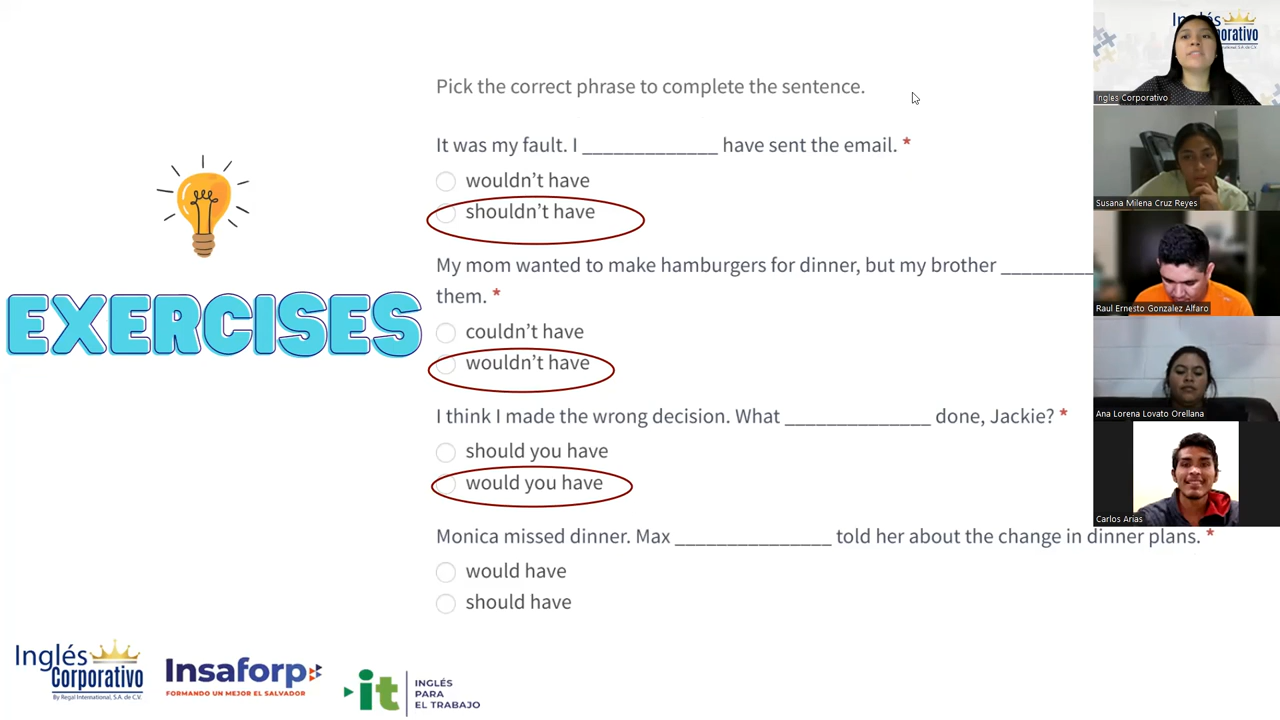 Pick the correct phrase to complete the sentence.
It was my fault. I _____________ have sent the email. *
wouldn't have
shouldn't have
My mom wanted to make hamburgers for dinner, but my brother _________
them. *
couldn't have
wouldn't have
I think I made the wrong decision. What ______________ done, Jackie? *
should you have
would you have
Monica missed dinner. Max _______________ told her about the change in dinner plans. *
would have
should have
EXERCISES
Inglés
Corporativo
By Regal International, S.A. de C.V.
Insaforp
FORMANDO UN MEJOR EL SALVADOR
it
INGLÉS
PARA
EL TRABAJO
Inglés Corporativo
Susana Milena Cruz Reyes
Raul Ernesto Gonzalez Alfaro
Ana Lorena Lovato Orellana
Carlos Arias